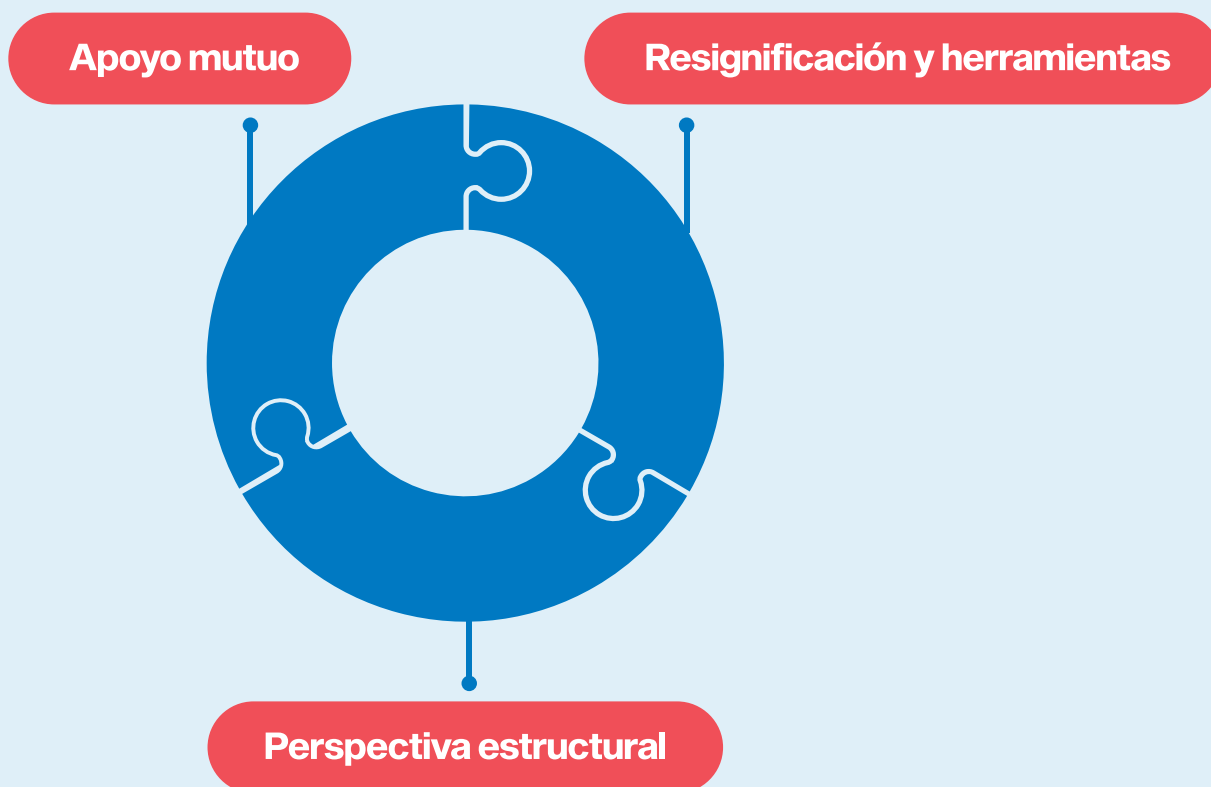 Apoyo mutuo
Resignificación y herramientas
Perspectiva estructural